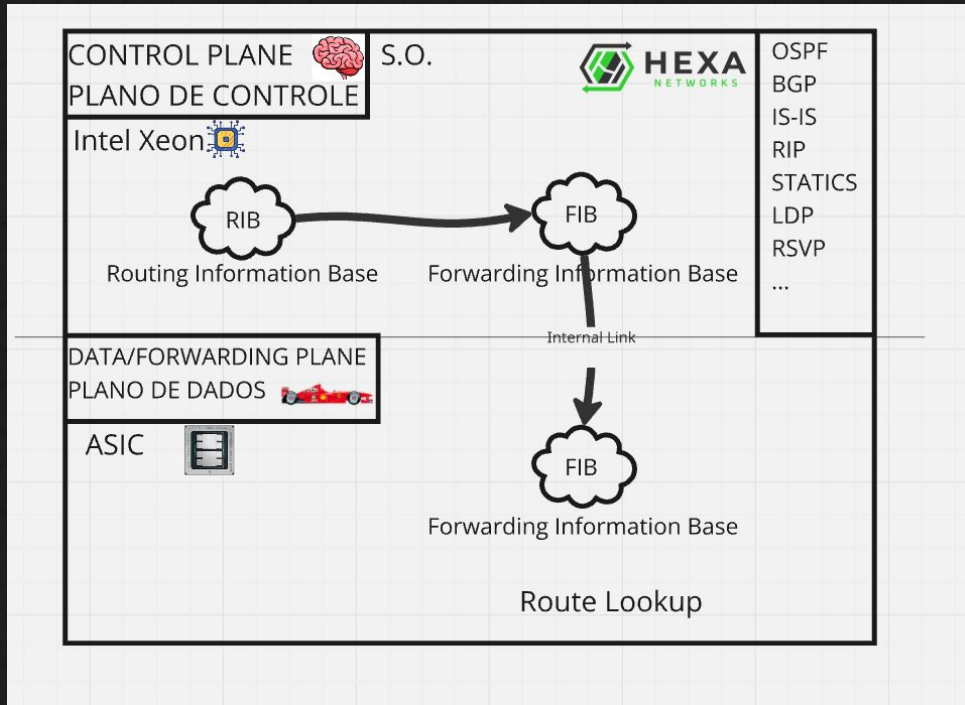 CONTROL PLANE
PLANO DE CONTROLE
S.O.
HEXA
NETWORKS
Intel Xeon
RIB
Routing Information Base
FIB
Forwarding Information Base
OSPF
BGP
IS-IS
RIP
STATICS
LDP
RSVP
...
Internal Link
DATA/FORWARDING PLANE
PLANO DE DADOS
ASIC
FIB
Forwarding Information Base
Route Lookup